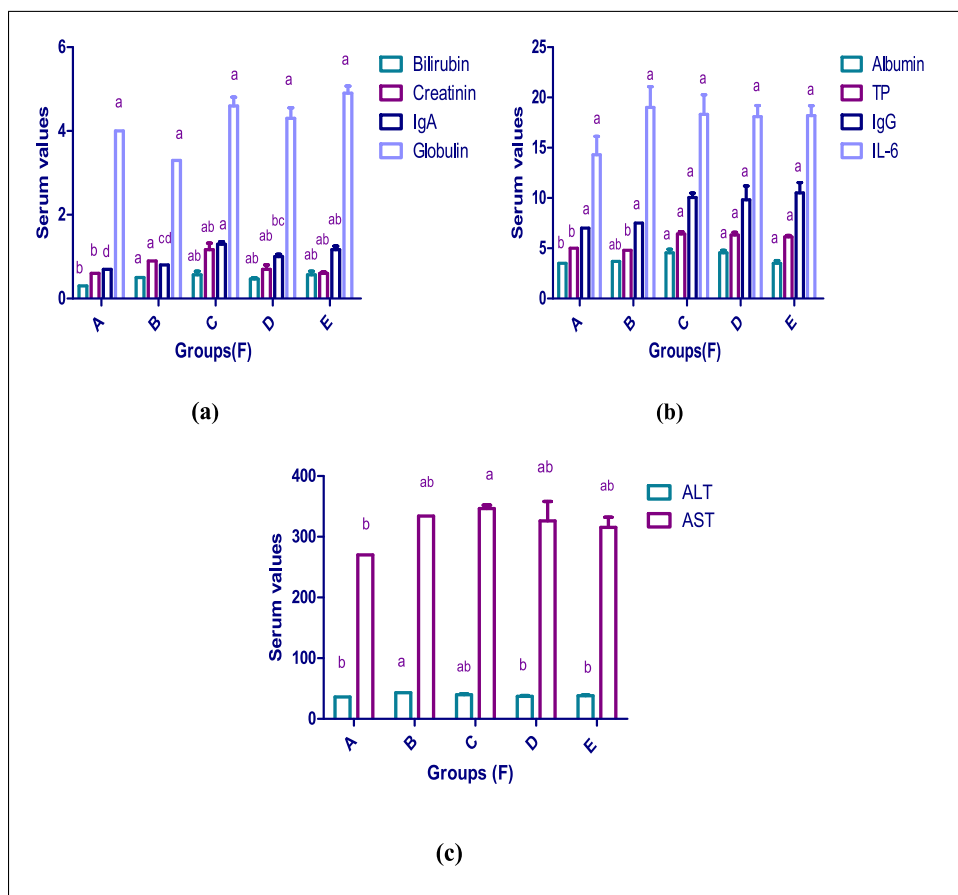 6
4
2
0
Serum values
a
a
a
a
a
b
b
d
a
a
cd
ab
ab
a
ab
ab
bc
ab
ab
ab
A
B
C
D
E
Groups(F)
Bilirubin
Creatinin
IgA
Globulin
(a)
25
20
15
10
5
0
Serum values
a
a
a
a
a
b
b
a
ab
b
a
a
a
a
a
a
a
a
a
a
A
B
C
D
E
Groups(F)
Albumin
TP
IgG
IL-6
(b)
400
300
200
100
0
Serum values
b
ab
a
ab
ab
b
a
ab
b
b
A
B
C
D
E
Groups (F)
ALT
AST
(c)